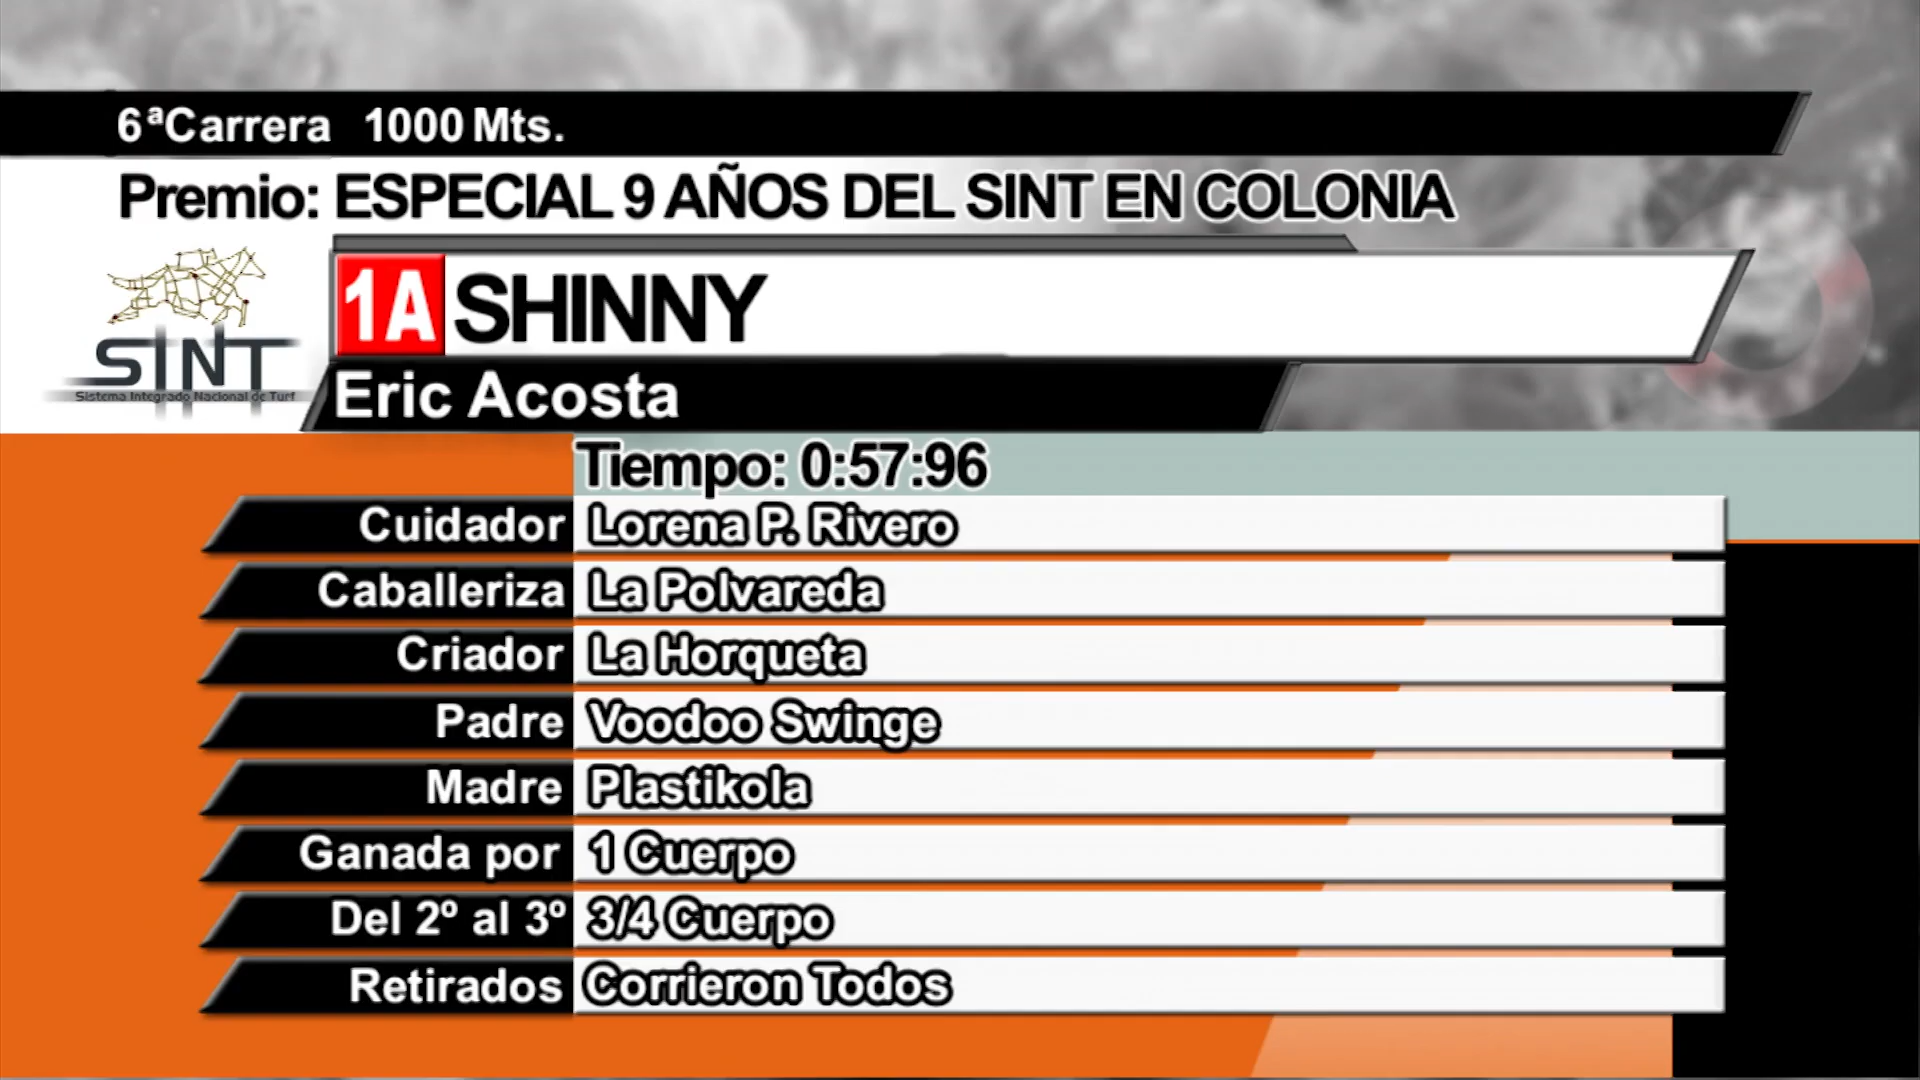 6ªCarrera 1000 Mts.
Premio: ESPECIAL 9 AÑOS DEL SINT EN COLONIA
1A SHINNY
SINT
Sistema Integrado Nacional de Turf
Eric Acosta
Tiempo: 0:57:96
Cuidador Lorena P. Rivero
Caballeriza La Polvareda
Criador La Horqueta
Padre Voodoo Swinge
Madre Plastikola
Ganada por 1 Cuerpo
Del 2º al 3º 3/4 Cuerpo
Retirados Corrieron Todos